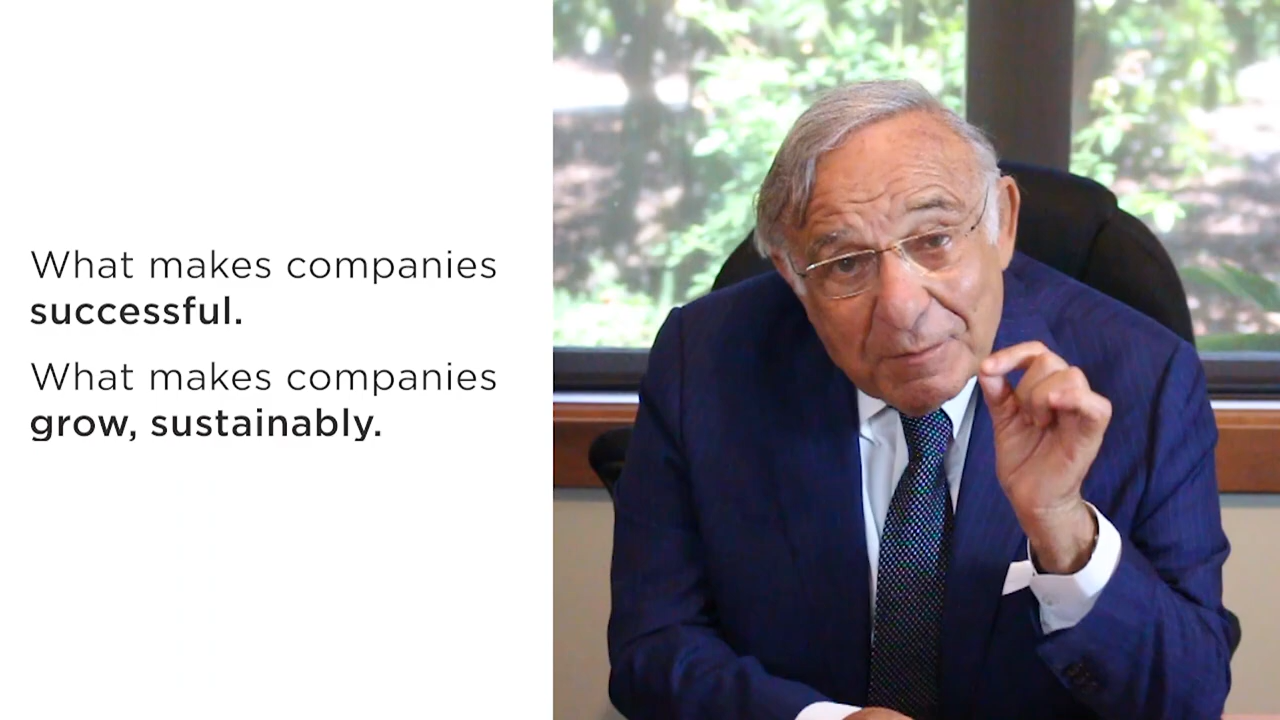 What makes companies
successful.
What makes companies
grow, sustainably.